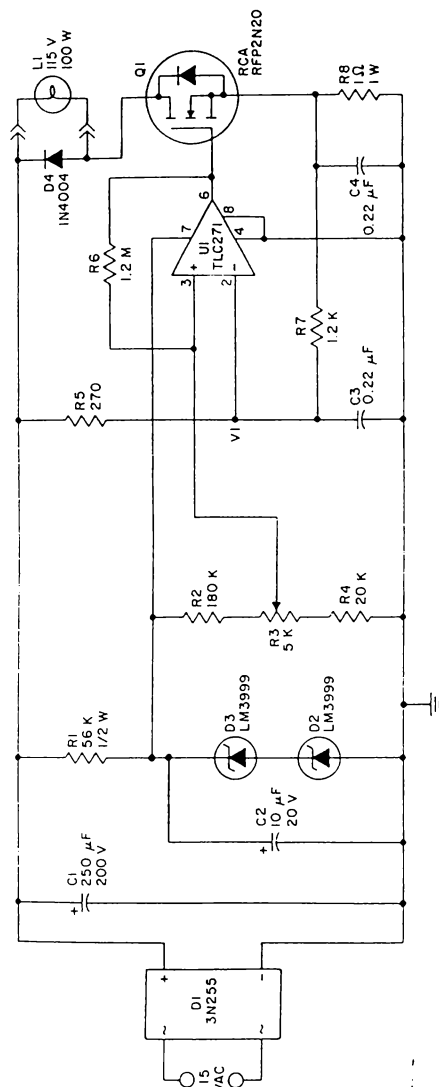 15
VAC
~
~
D1
3N255
+
-
+
C1
250 µF
200 V
R1
56 K
1/2 W
+
C2
10 µF
20 V
D3
LM3999
D2
LM3999
R2
180 K
R3
5 K
R4
20 K
R5
270
V1
C3
0.22 µF
R6
1.2 M
3
+
2
-
7
U1
TLC271
6
4
8
R7
1.2 K
D4
1N4004
L1
115 V
100 W
Q1
RCA
RFP2N20
C4
0.22 µF
R8
1 Ω
1 W